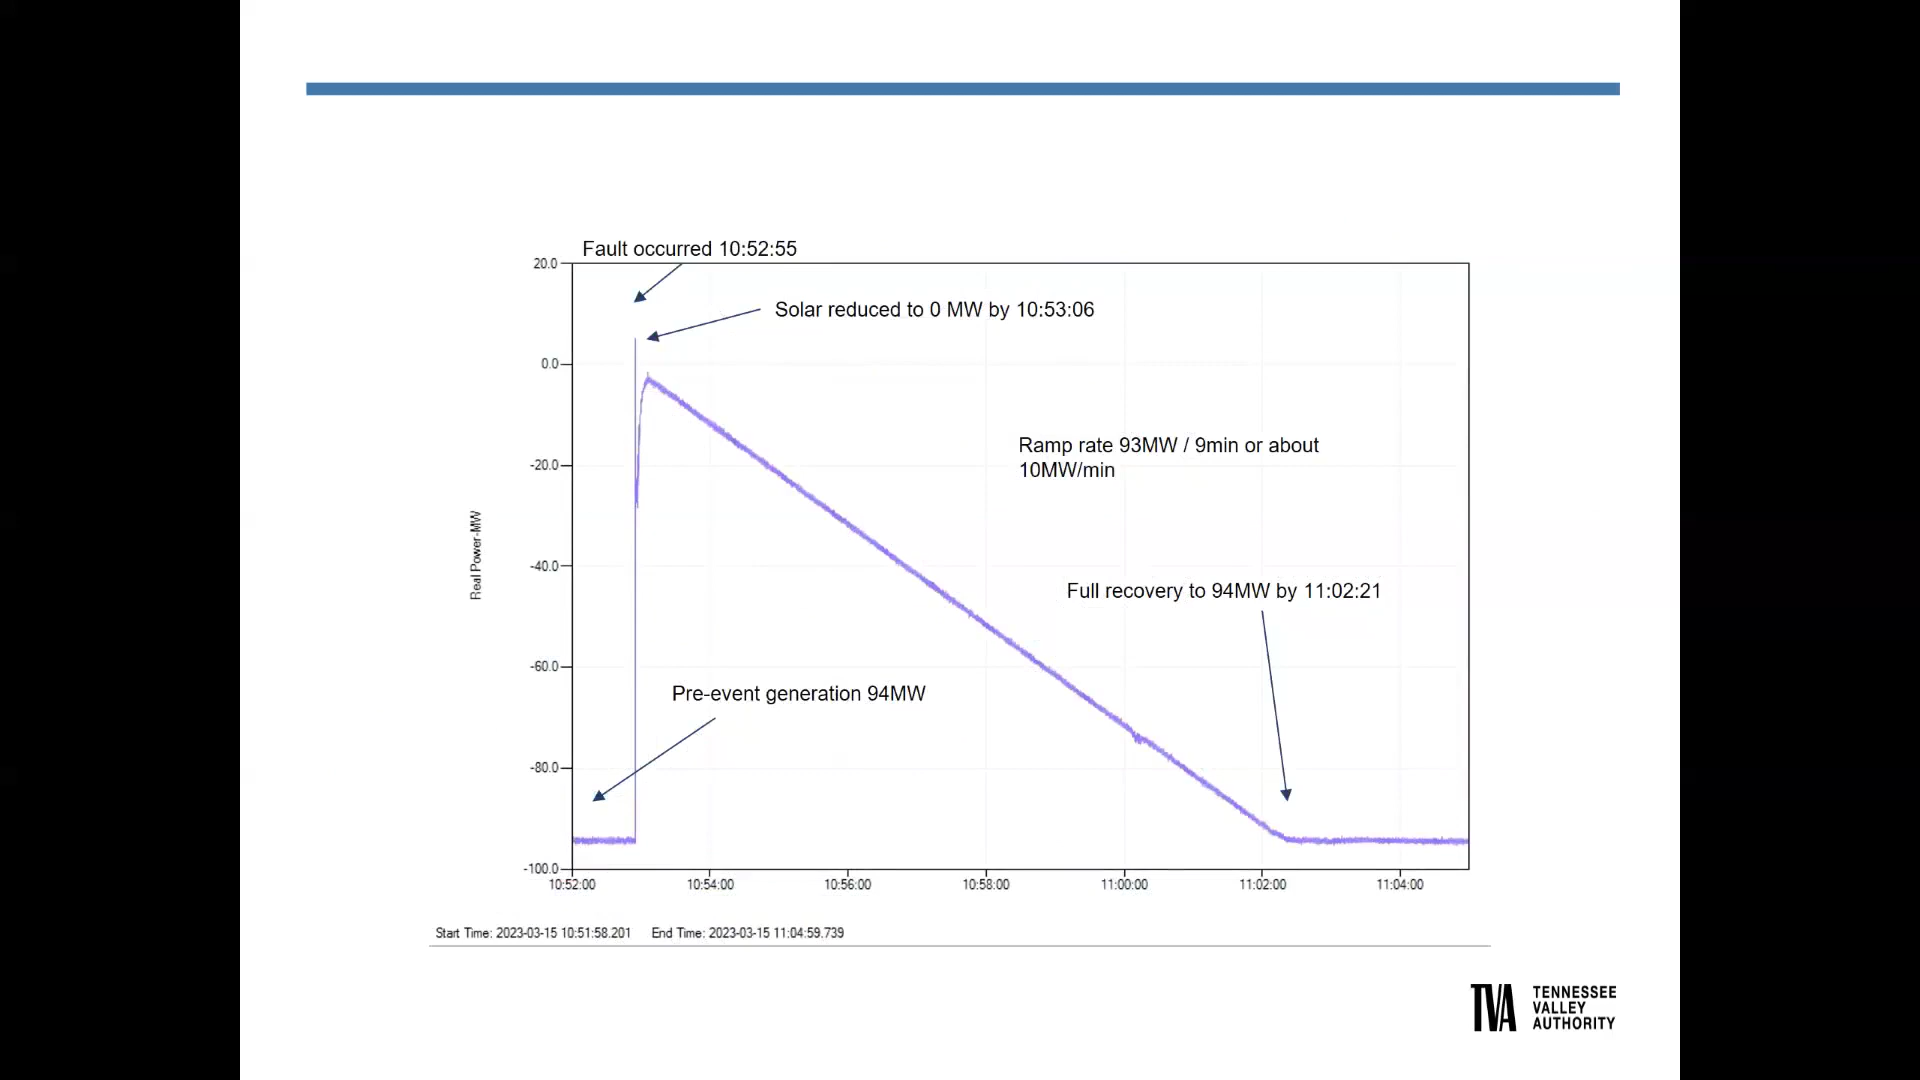 Fault occurred 10:52:55
20.0
Solar reduced to 0 MW by 10:53:06
0.0
Ramp rate 93MW / 9min or about
10MW/min
-20.0
Real Power-MW
-40.0
Full recovery to 94MW by 11:02:21
-60.0
Pre-event generation 94MW
-80.0
-100.0
10:52:00 10:54:00 10:56:00 10:58:00 11:00:00 11:02:00 11:04:00
Start Time: 2023-03-15 10:51:58.201 End Time: 2023-03-15 11:04:59.739
TVA
TENNESSEE
VALLEY
AUTHORITY